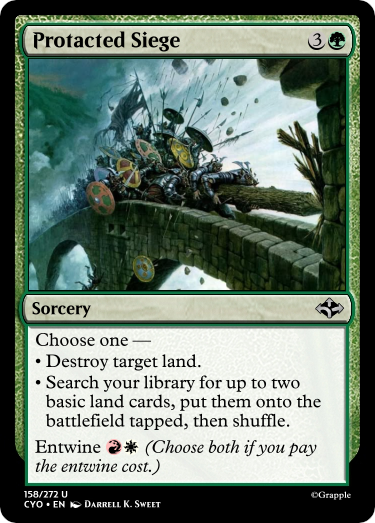 Protacted Siege 3
Sorcery
Choose one —
• Destroy target land.
• Search your library for up to two
basic land cards, put them onto the
battlefield tapped, then shuffle.
Entwine (Choose both if you pay
the entwine cost.)
158/272 U
CYO • EN Darrell K. Sweet
©Grapple